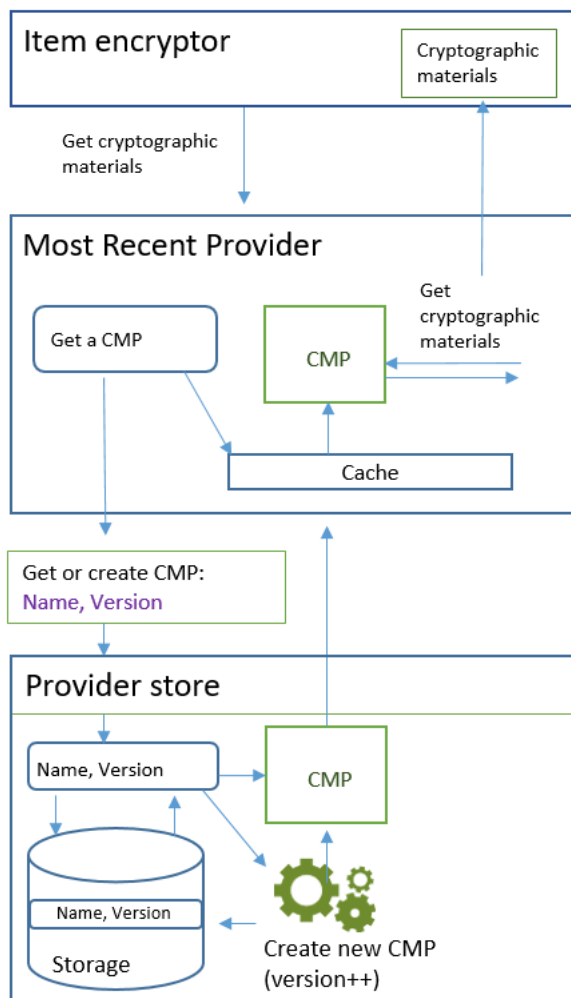 Item encryptor
Cryptographic
materials
Get cryptographic
materials
Most Recent Provider
Get a CMP
CMP
Get
cryptographic
materials
Cache
Get or create CMP:
Name, Version
Provider store
Name, Version
CMP
Name, Version
Storage
Create new CMP
(version++)